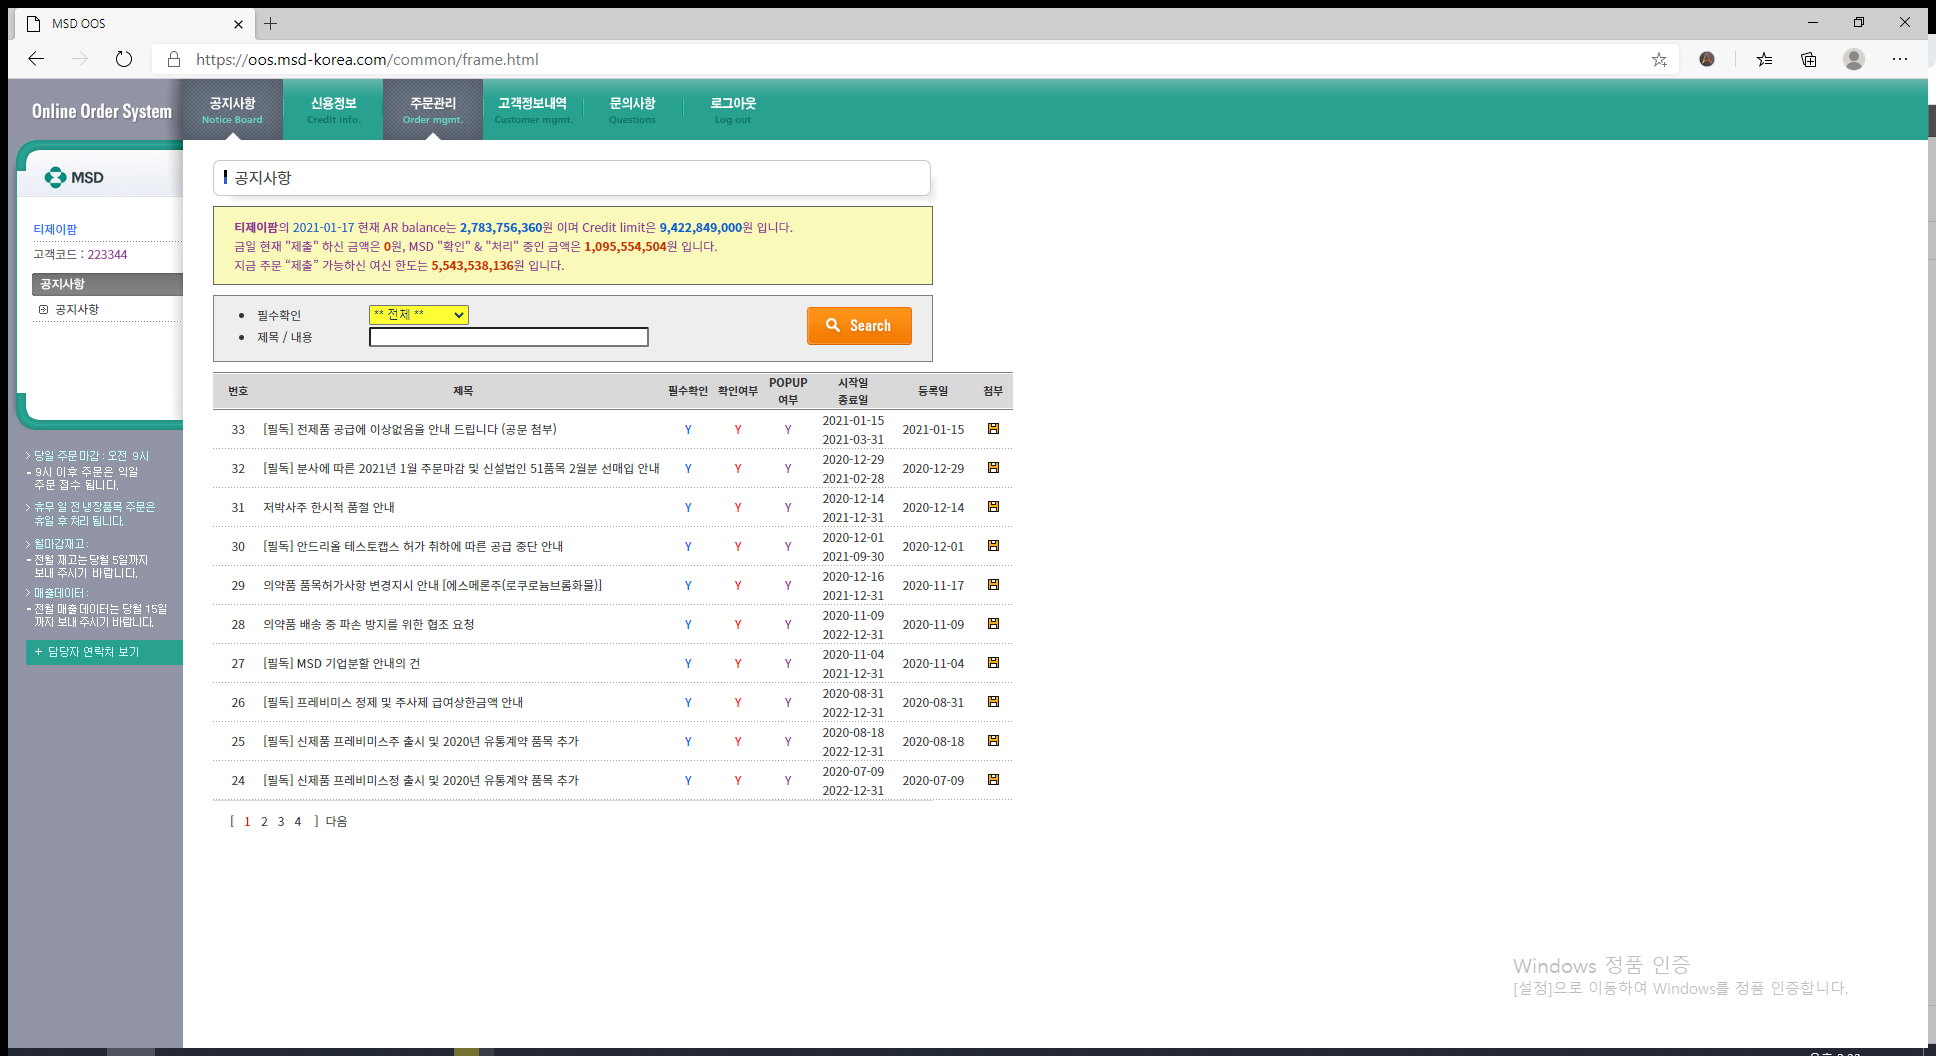 MSD OOS
https://oos.msd-korea.com/common/frame.html
Online Order System
공지사항 신용정보 주문관리 고객정보내역 문의사항 로그아웃
Notice Board Credit info. Order mgmt. Customer mgmt. Questions Log out
MSD
티제이팜
고객코드 : 223344
공지사항
공지사항
> 당일 주문마감 : 오전 9시
- 9시 이후 주문은 익일
주문 접수 됩니다.
> 휴무 일 전 냉장품목 주문은
휴일 후 처리 됩니다.
> 월마감재고 :
- 전월 재고는 당월 5일까지
보내 주시기 바랍니다.
> 매출데이터 :
- 전월 매출데이터는 당월 15일
까지 보내 주시기 바랍니다.
+ 담당자 연락처 보기
공지사항
티제이팜의 2021-01-17 현재 AR balance는 2,783,756,360원 이며 Credit limit은 9,422,849,000원 입니다.
금일 현재 "제출" 하신 금액은 0원, MSD "확인" & "처리" 중인 금액은 1,095,554,504원 입니다.
지금 주문 “제출” 가능하신 여신 한도는 5,543,538,136원 입니다.
• 필수확인 ** 전체 **
• 제목 / 내용
Search
번호 제목 필수확인 확인여부 POPUP 여부 시작일 종료일 등록일 첨부
33 [필독] 전제품 공급에 이상없음을 안내 드립니다 (공문 첨부) Y Y Y 2021-01-15 2021-03-31 2021-01-15
32 [필독] 분사에 따른 2021년 1월 주문마감 및 신설법인 51품목 2월분 선매입 안내 Y Y Y 2020-12-29 2021-02-28 2020-12-29
31 저박사주 한시적 품절 안내 Y Y Y 2020-12-14 2021-12-31 2020-12-14
30 [필독] 안드리올 테스토캡스 허가 취하에 따른 공급 중단 안내 Y Y Y 2020-12-01 2021-09-30 2020-12-01
29 의약품 품목허가사항 변경지시 안내 [에스메론주(로쿠로늄브롬화물)] Y Y Y 2020-12-16 2021-12-31 2020-11-17
28 의약품 배송 중 파손 방지를 위한 협조 요청 Y Y Y 2020-11-09 2022-12-31 2020-11-09
27 [필독] MSD 기업분할 안내의 건 Y Y Y 2020-11-04 2021-12-31 2020-11-04
26 [필독] 프레비미스 정제 및 주사제 급여상한금액 안내 Y Y Y 2020-08-31 2022-12-31 2020-08-31
25 [필독] 신제품 프레비미스주 출시 및 2020년 유통계약 품목 추가 Y Y Y 2020-08-18 2022-12-31 2020-08-18
24 [필독] 신제품 프레비미스정 출시 및 2020년 유통계약 품목 추가 Y Y Y 2020-07-09 2022-12-31 2020-07-09
[ 1 2 3 4 ] 다음
Windows 정품 인증
[설정]으로 이동하여 Windows를 정품 인증합니다.